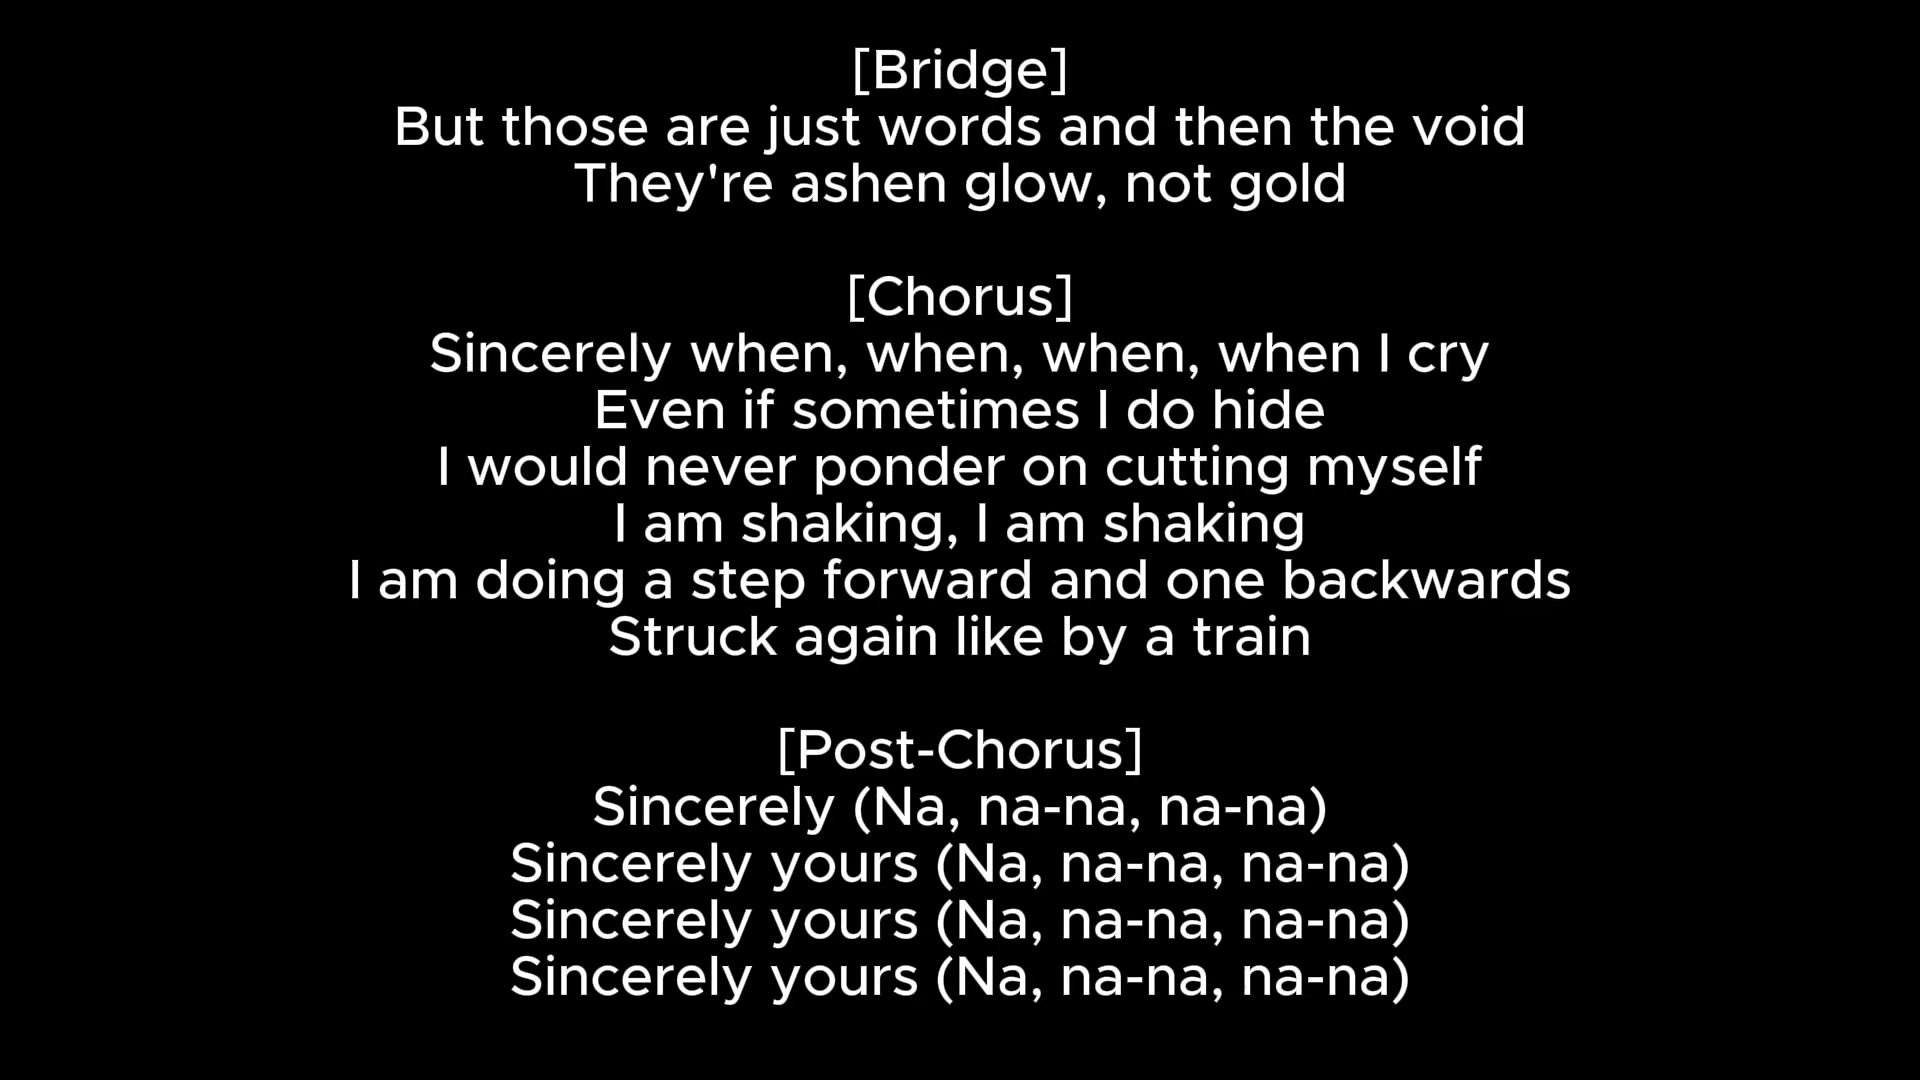 [Bridge]
But those are just words and then the void
They're ashen glow, not gold
[Chorus]
Sincerely when, when, when, when I cry
Even if sometimes I do hide
I would never ponder on cutting myself
I am shaking, I am shaking
I am doing a step forward and one backwards
Struck again like by a train
[Post-Chorus]
Sincerely (Na, na-na, na-na)
Sincerely yours (Na, na-na, na-na)
Sincerely yours (Na, na-na, na-na)
Sincerely yours (Na, na-na, na-na)